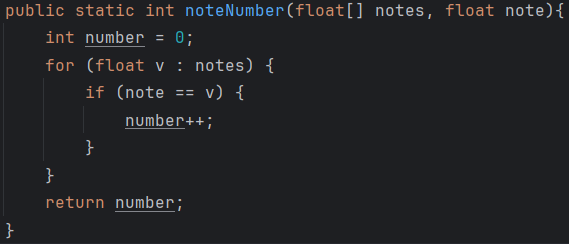 public static int noteNumber(float[] notes, float note){
    int number = 0;
    for (float v : notes) {
        if (note == v) {
            number++;
        }
    }
    return number;
}